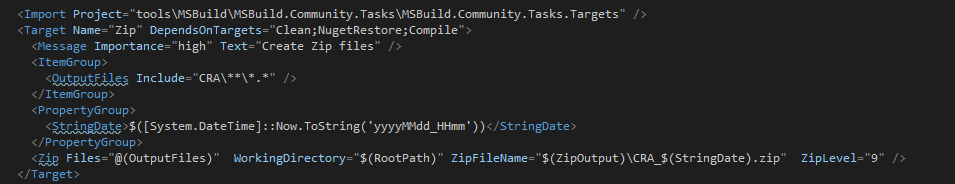 <Import Project="tools\MSBuild\MSBuild.Community.Tasks\MSBuild.Community.Tasks.Targets" />
<Target Name="Zip" DependsOnTargets="Clean;NugetRestore;Compile">
<Message Importance="high" Text="Create Zip files" />
<ItemGroup>
<OutputFiles Include="CRA\**\*.*" />
</ItemGroup>
<PropertyGroup>
<StringDate>$([System.DateTime]::Now.ToString('yyyyMMdd_HHmm'))</StringDate>
</PropertyGroup>
<Zip Files="@(OutputFiles)"  WorkingDirectory="$(RootPath)" ZipFileName="$(ZipOutput)\CRA_$(StringDate).zip"  ZipLevel="9" />
</Target>